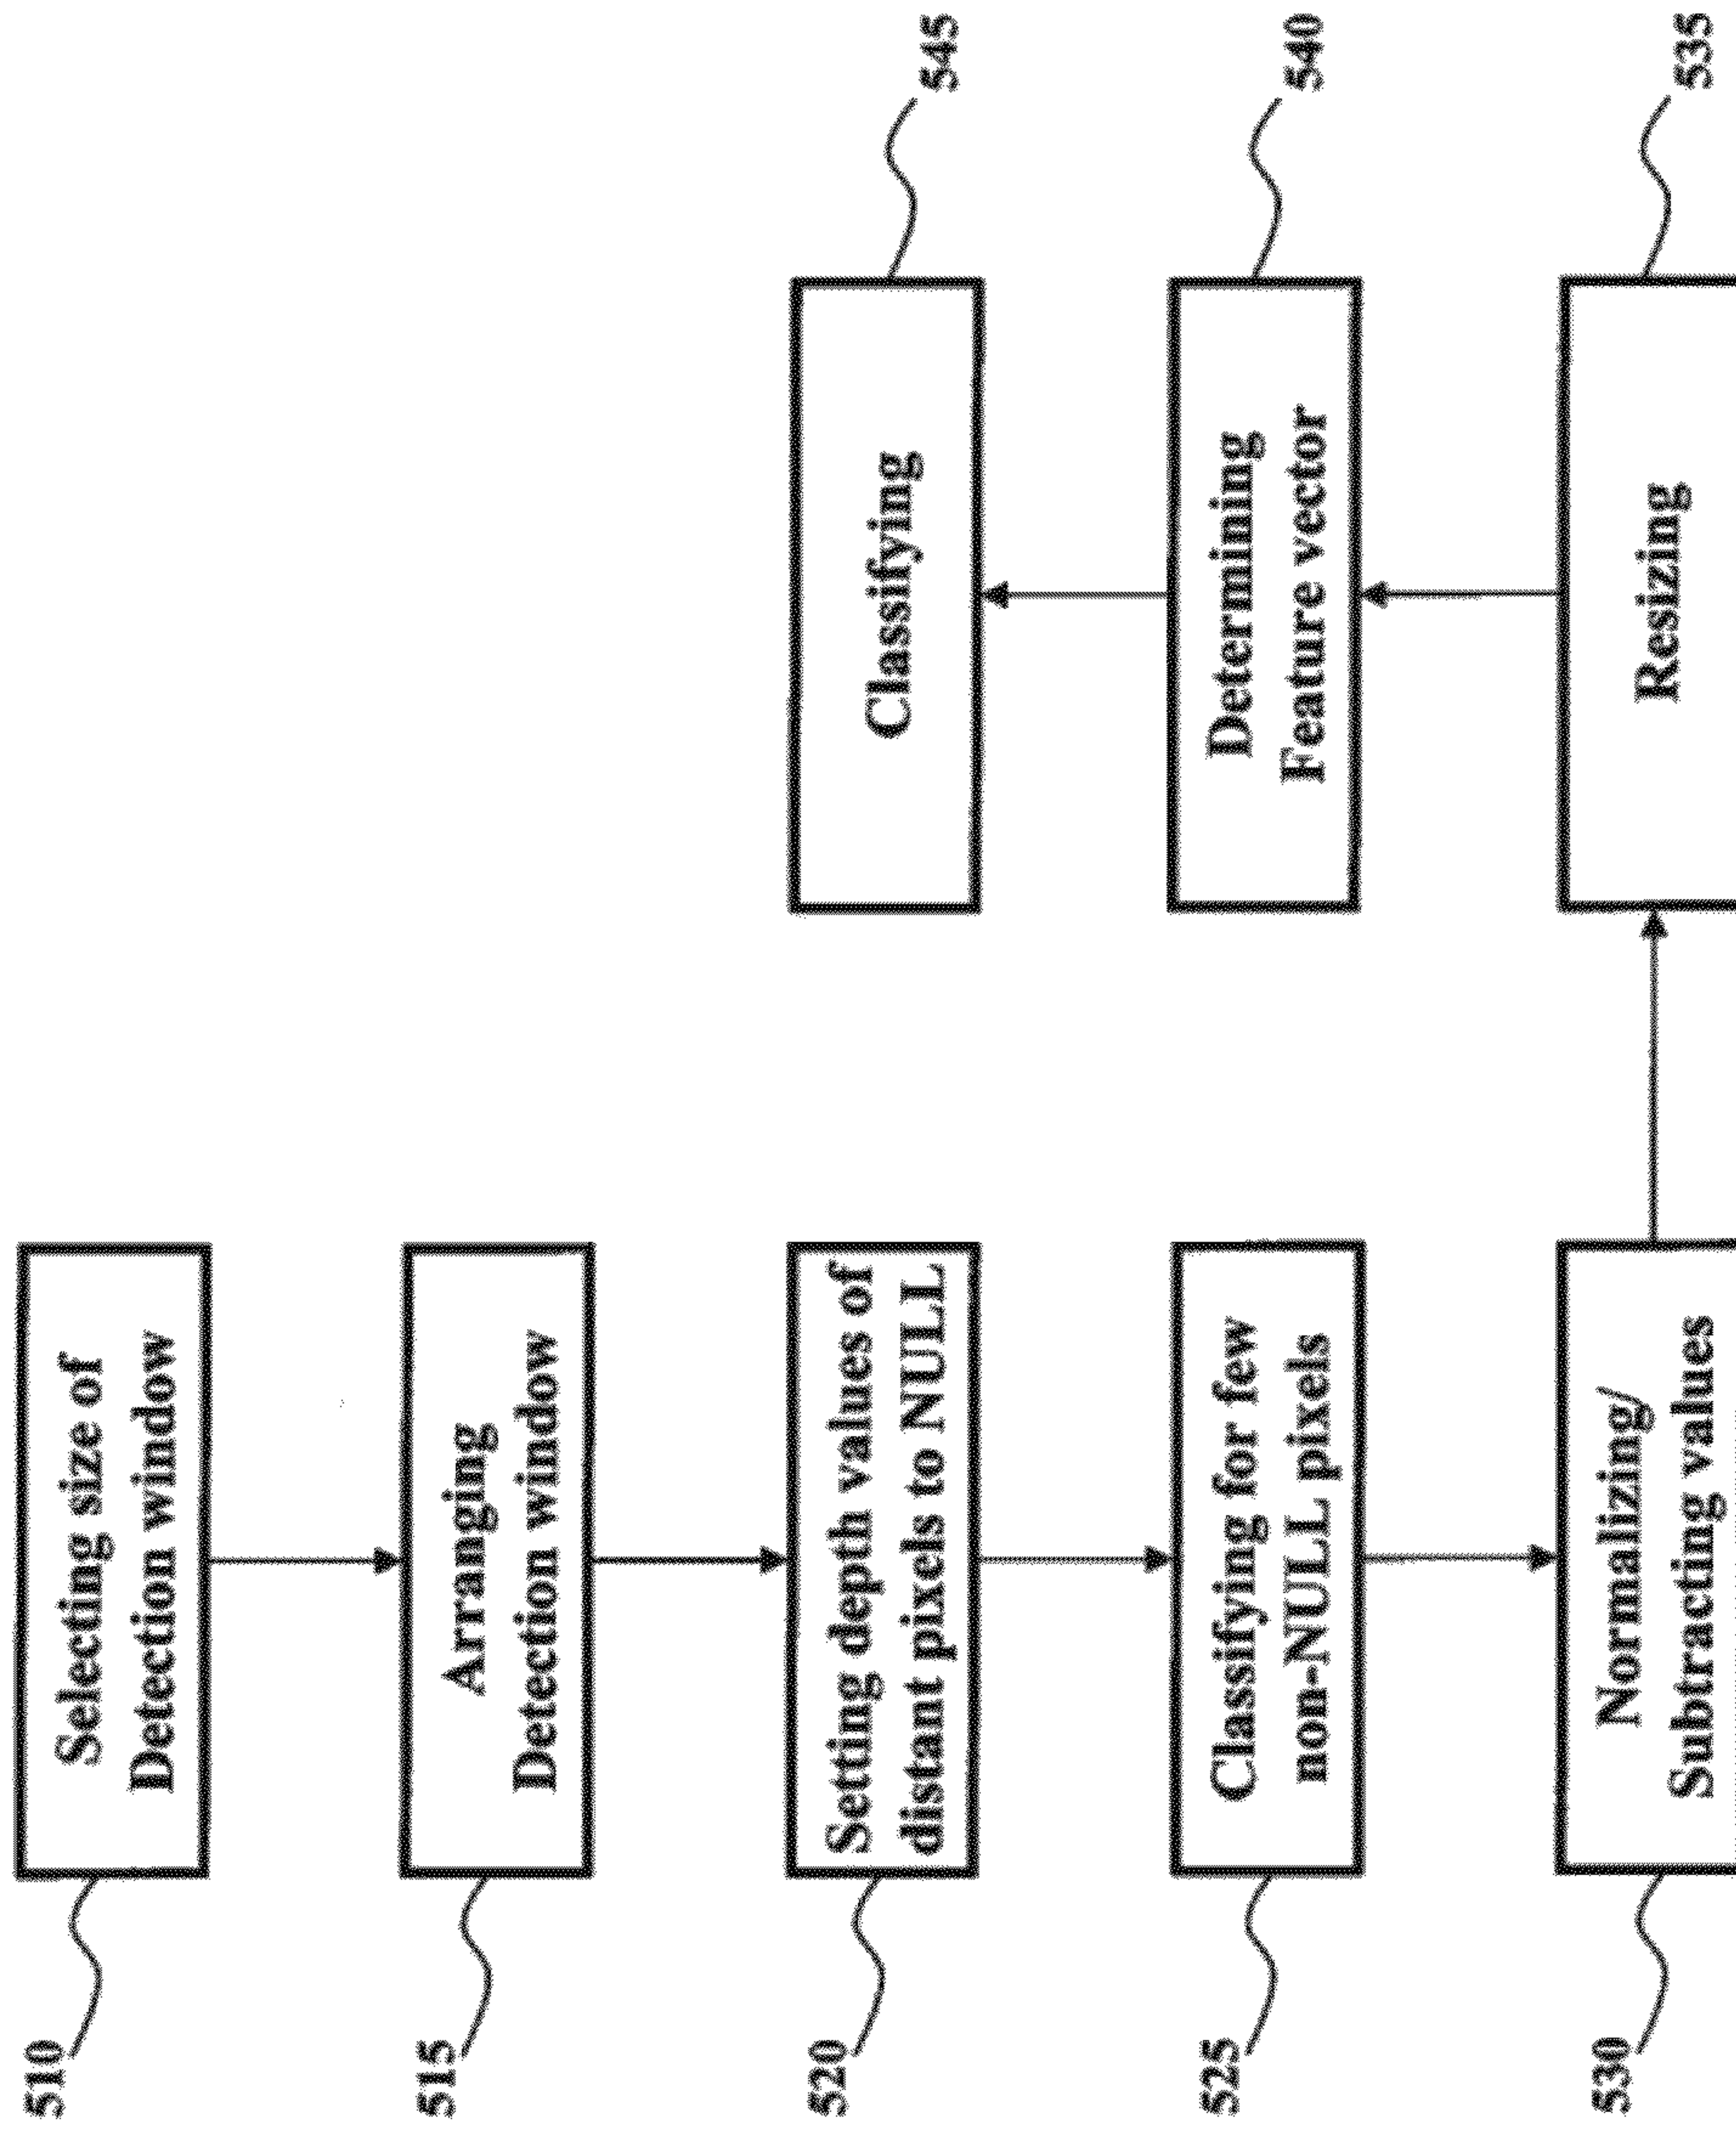 510
Selecting size of
Detection window
515
Arranging
Detection window
520
Setting depth values of
distant pixels to NULL
525
Classifying for few
non-NULL pixels
530
Normalizing/
Subtracting values
535
Resizing
540
Determining
Feature vector
545
Classifying